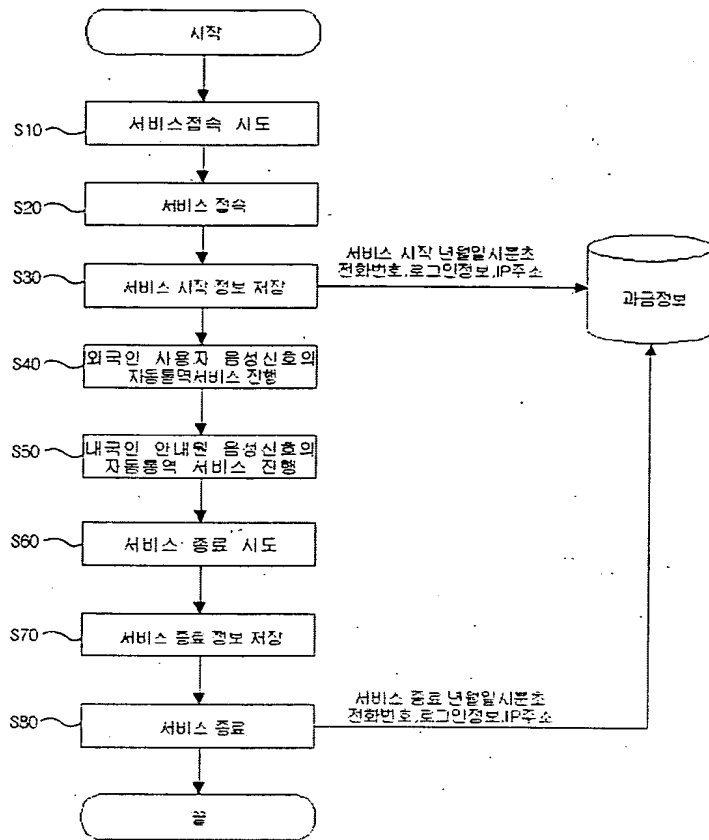 시작
S10
서비스접속 시도
S20
서비스 접속
서비스 시작 년월일시분초
전화번호,로그인정보,IP주소
S30
서비스 시작 정보 저장
과금정보
S40
외국인 사용자 음성신호의
자동통역서비스 진행
S50
내국인 안내원 음성신호의
자동통역 서비스 진행
S60
서비스 종료 시도
S70
서비스 종료 정보 저장
서비스 종료 년월일시분초
전화번호,로그인정보,IP주소
S80
서비스 종료
끝